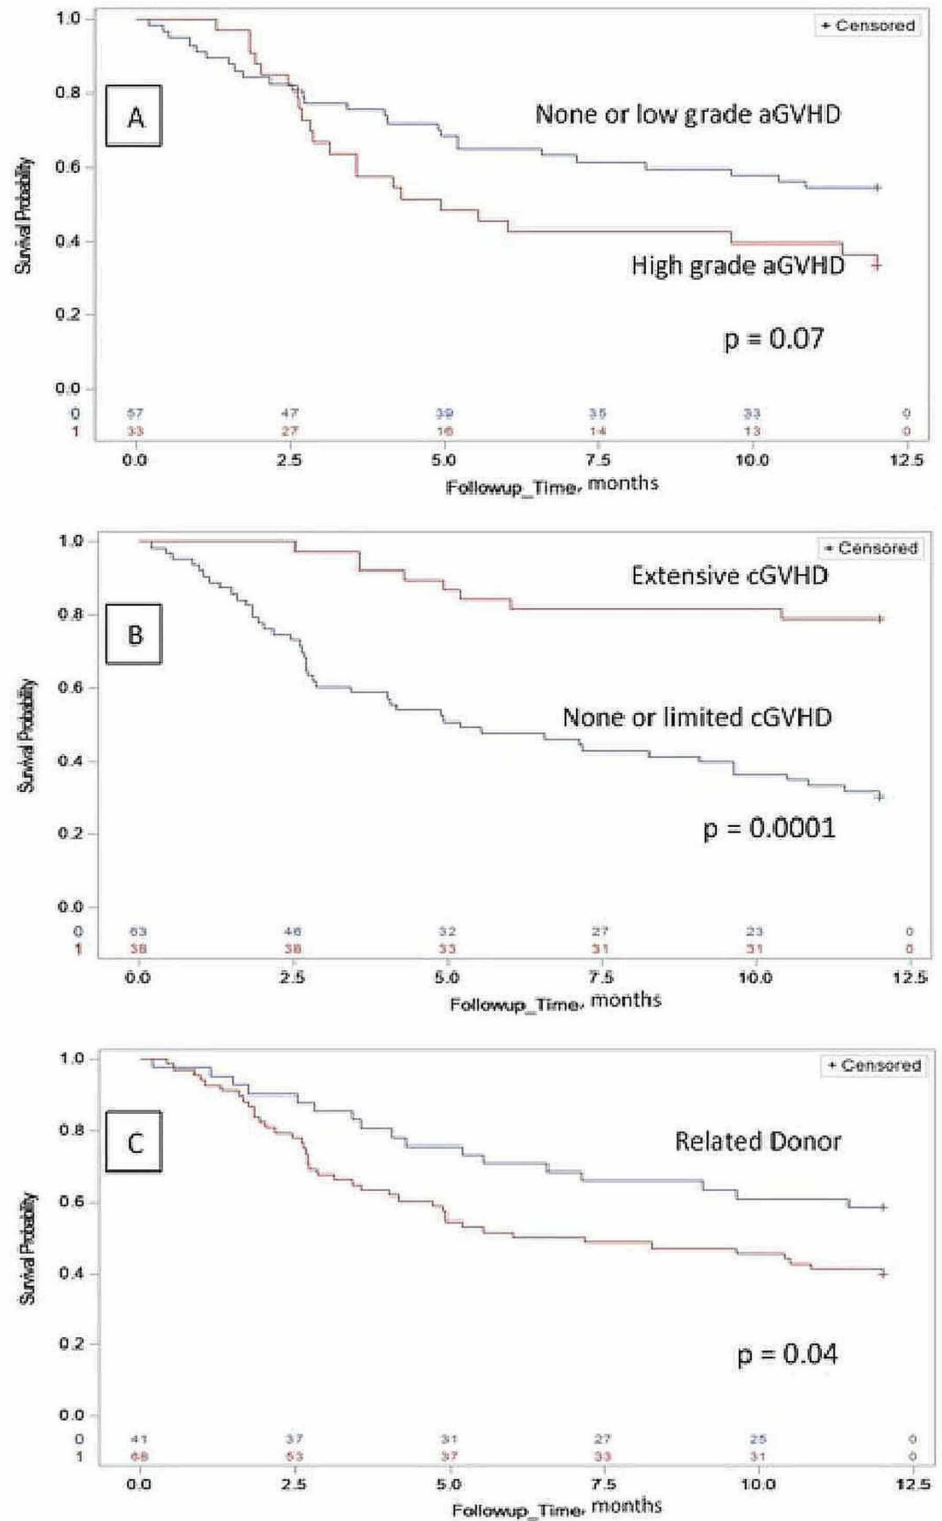 1.0
+ Censored
A
0.8
None or low grade aGVHD
0.6
Survival Probability
0.4
High grade aGVHD
0.2
p = 0.07
0.0
0 57 47 39 35 33 0
1 33 27 16 14 13 0
0.0 2.5 5.0 7.5 10.0 12.5
Followup_Time, months
1.0
+ Censored
Extensive cGVHD
B
0.8
0.6
None or limited cGVHD
Survival Probability
0.4
p = 0.0001
0.2
0.0
0 63 46 32 27 23 0
1 38 38 33 31 31 0
0.0 2.5 5.0 7.5 10.0 12.5
Followup_Time, months
1.0
+ Censored
C
0.8
Related Donor
0.6
Survival Probability
0.4
p = 0.04
0.2
0.0
0 41 37 31 27 25 0
1 68 53 37 33 31 0
0.0 2.5 5.0 7.5 10.0 12.5
Followup_Time, months